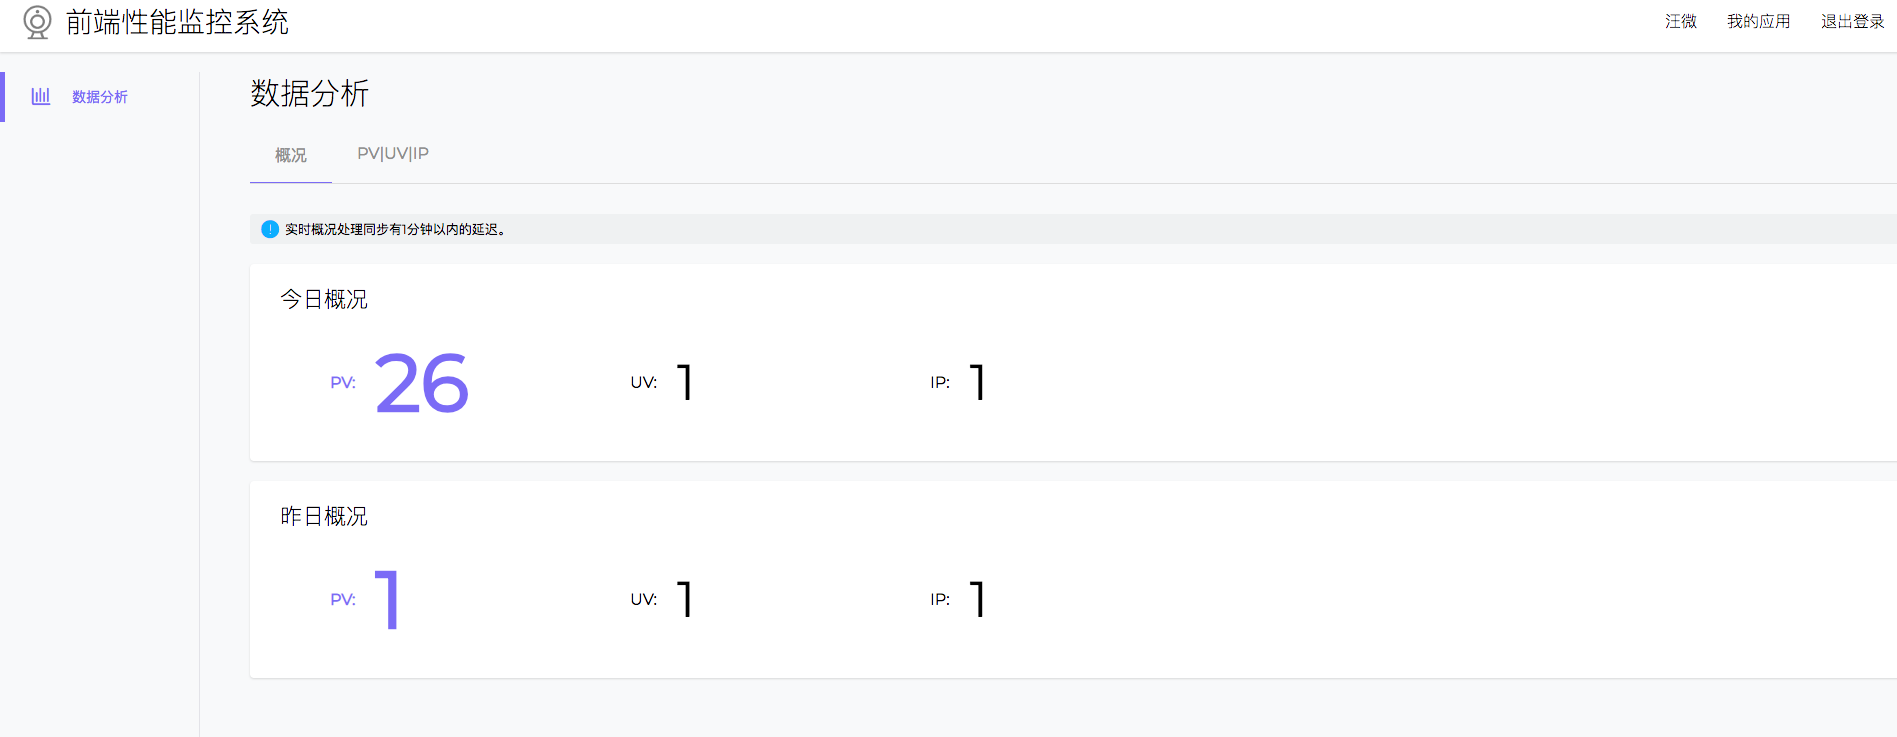 前端性能监控系统
汪微 我的应用 退出登录
数据分析
数据分析
概况 PV|UV|IP
! 实时概况处理同步有1分钟以内的延迟。
今日概况
PV: 26 UV: 1 IP: 1
昨日概况
PV: 1 UV: 1 IP: 1